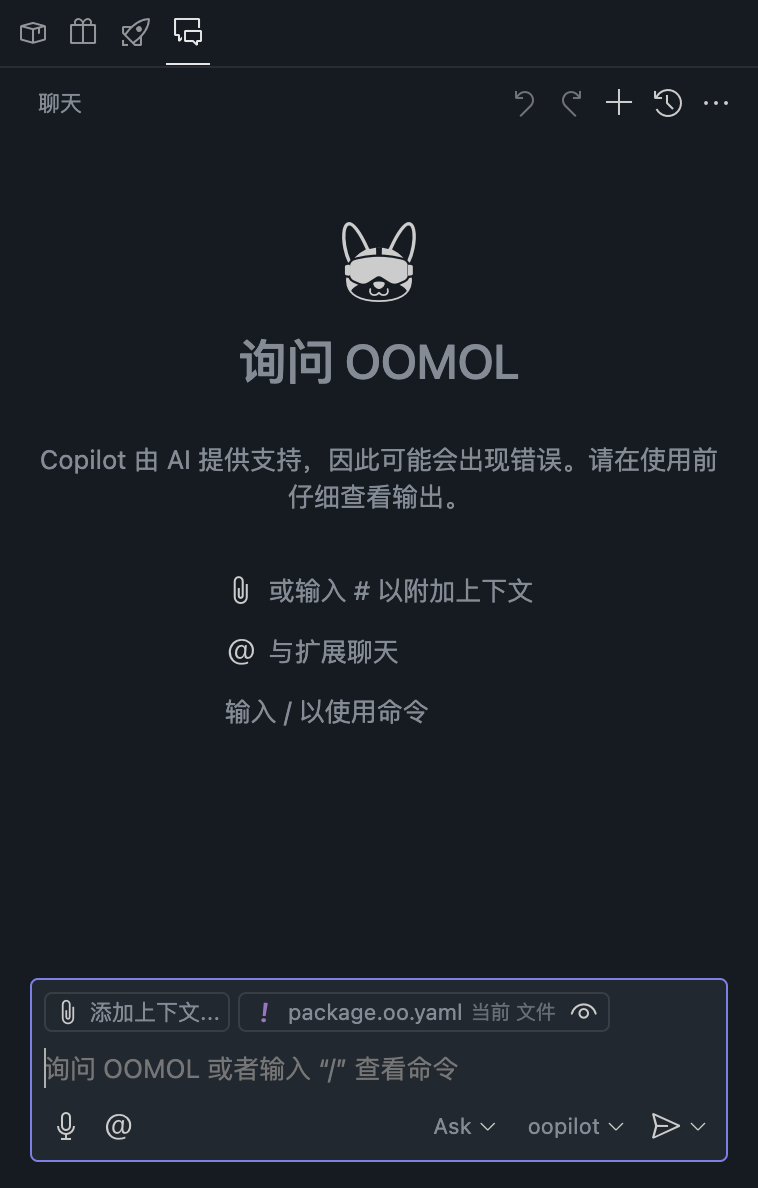 聊天
询问 OOMOL
Copilot 由 AI 提供支持，因此可能会出现错误。请在使用前
仔细查看输出。
或输入 # 以附加上下文
@ 与扩展聊天
输入 / 以使用命令
添加上下文... ! package.oo.yaml 当前 文件
询问 OOMOL 或者输入 “/” 查看命令
@ Ask oopilot